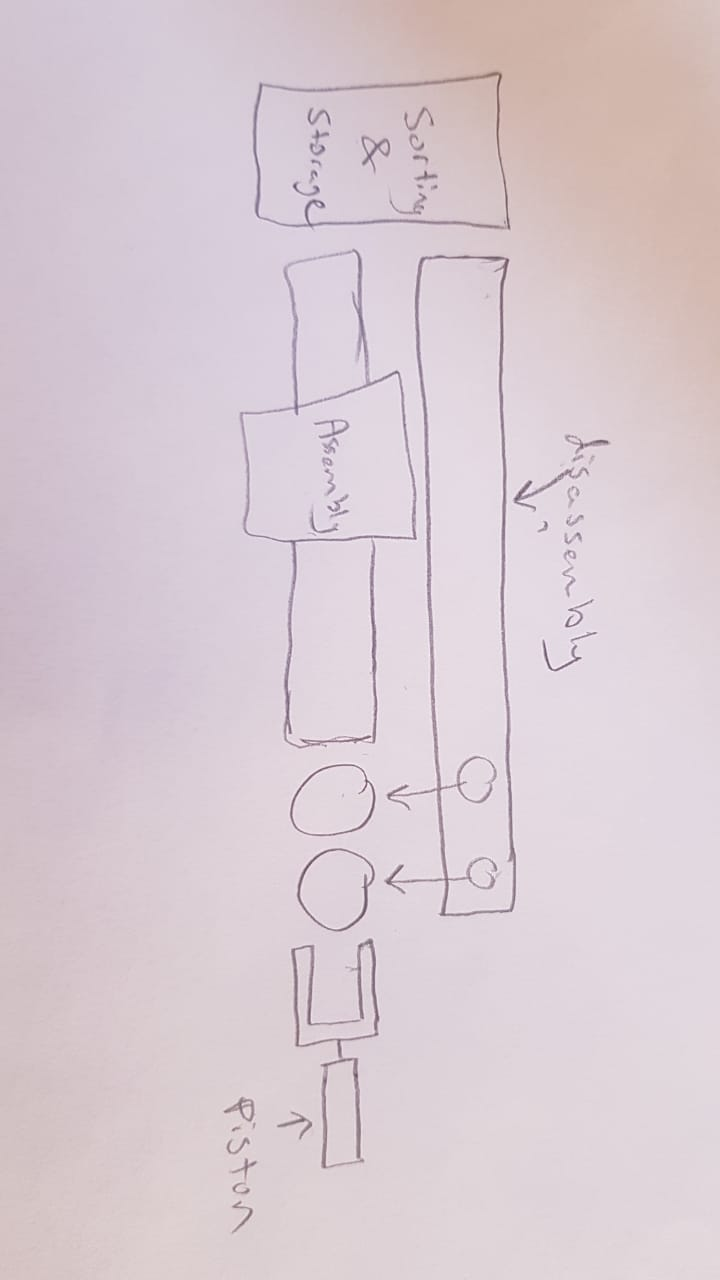 Sorting
&
Storage
disassembly
Assembly
Piston